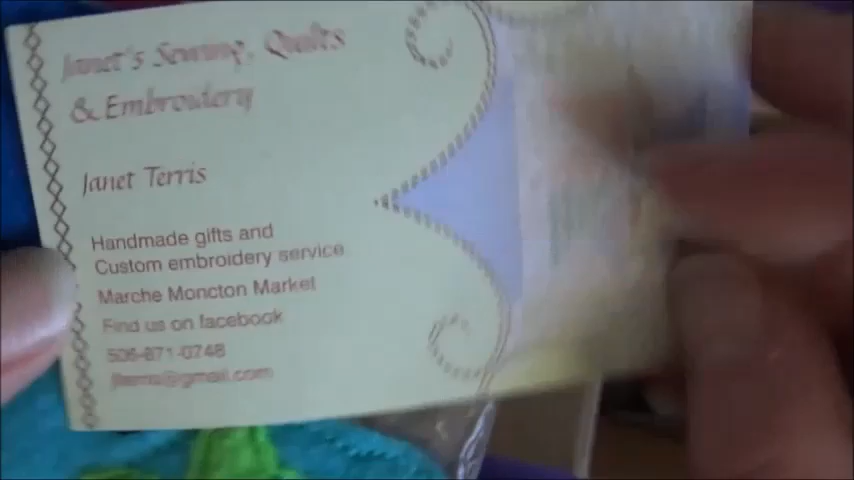 Janet's Sewing, Quilts
& Embroidery
Janet Terris
Handmade gifts and
Custom embroidery service
Marche Moncton Market
Find us on facebook
506-871-0748